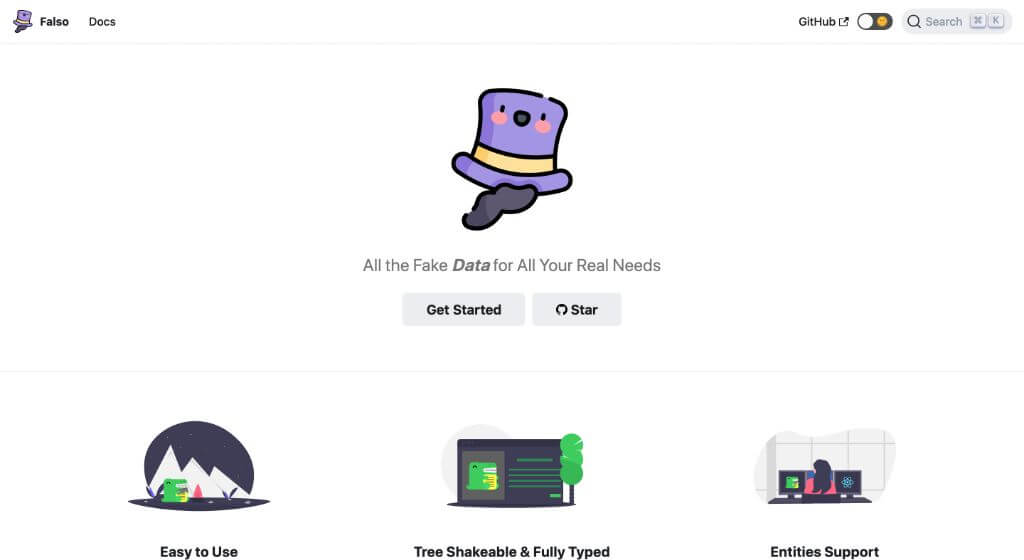 Falso
Docs
GitHub
Search ⌘ K
All the Fake Data for All Your Real Needs
Get Started
Star
Easy to Use
Tree Shakeable & Fully Typed
Entities Support